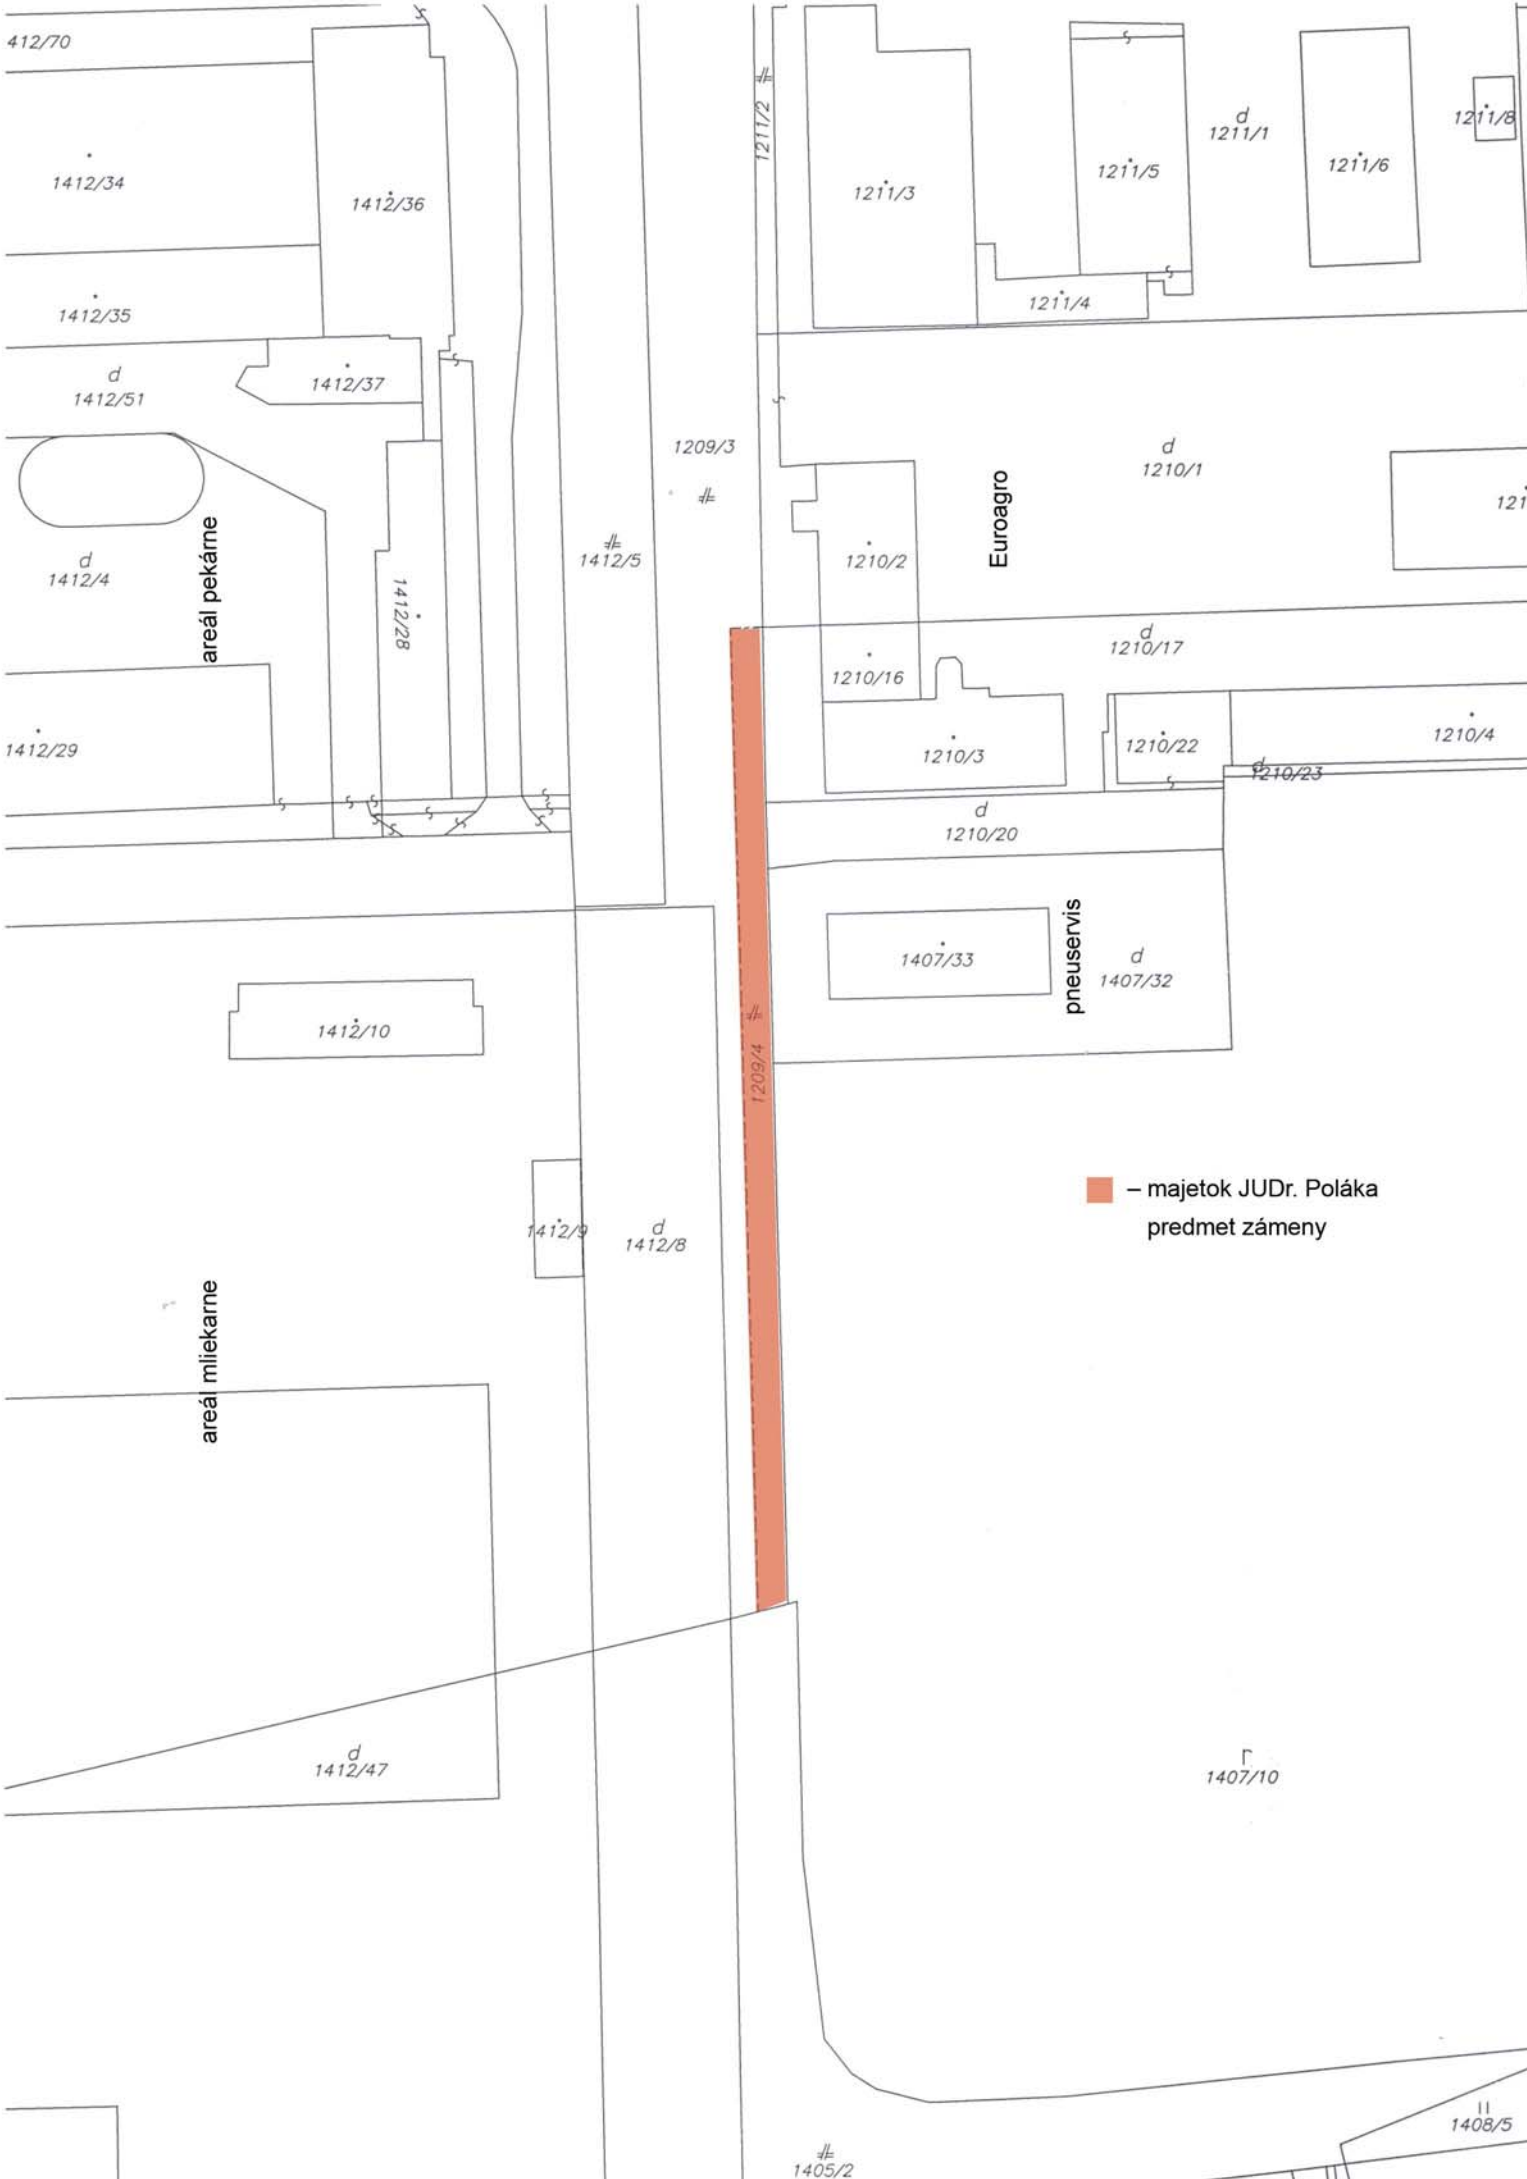 412/70
1211/2
d
1211/1
1211/8
1412/34
1412/36
1211/3
1211/5
1211/6
1412/35
1211/4
d
1412/51
1412/37
1209/3
d
1210/1
Euroagro
121
d
1412/4
areál pekárne
1412/28
1412/5
1210/2
d
1210/17
1210/16
1412/29
1210/3
1210/22
1210/4
d
1210/23
d
1210/20
1407/33
pneuservis
d
1407/32
1412/10
1209/4
– majetok JUDr. Poláka
predmet zámeny
1412/9
d
1412/8
areál mliekarne
d
1412/47
r
1407/10
II
1408/5
1405/2